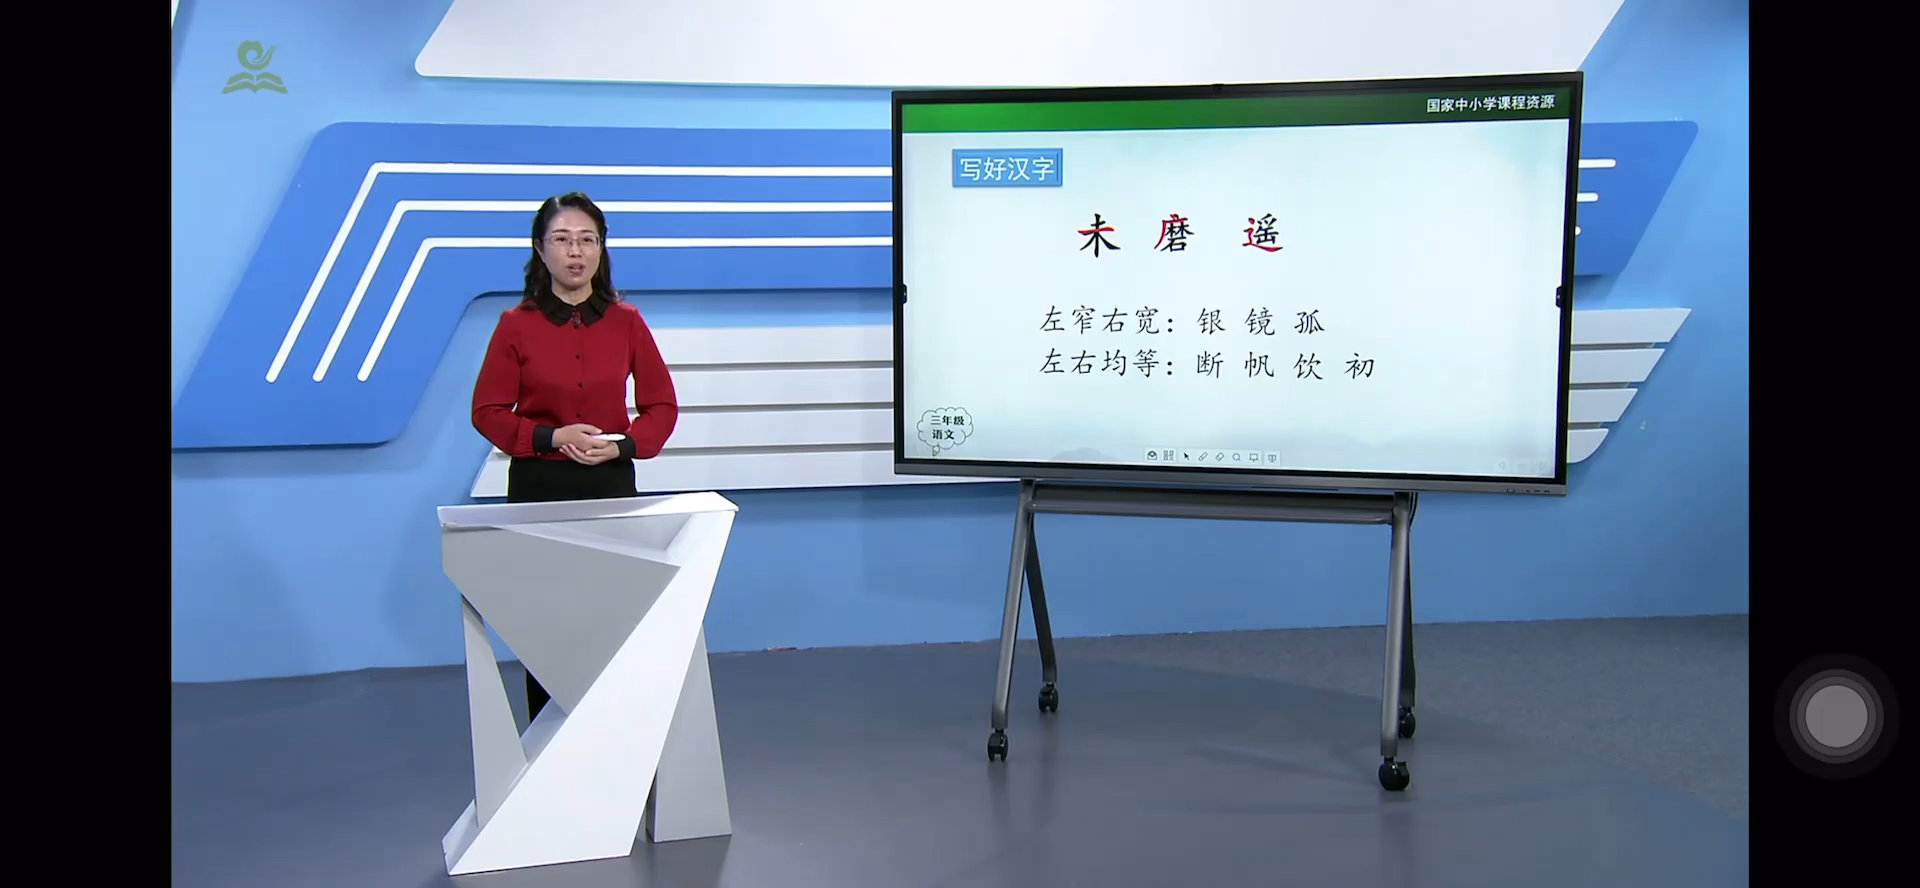 国家中小学课程资源
写好汉字
未 磨 遥
左窄右宽：银 镜 孤
左右均等：断 帆 饮 初
三年级
语文